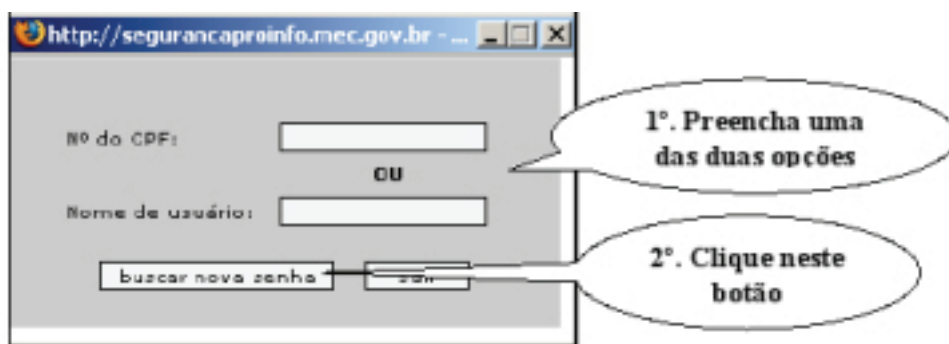 http://segurancaproinfo.mec.gov.br - ...
Nº do CPF:
OU
Nome de usuário:
buscar nova senha
1º. Preencha uma
das duas opções
2º. Clique neste
botão